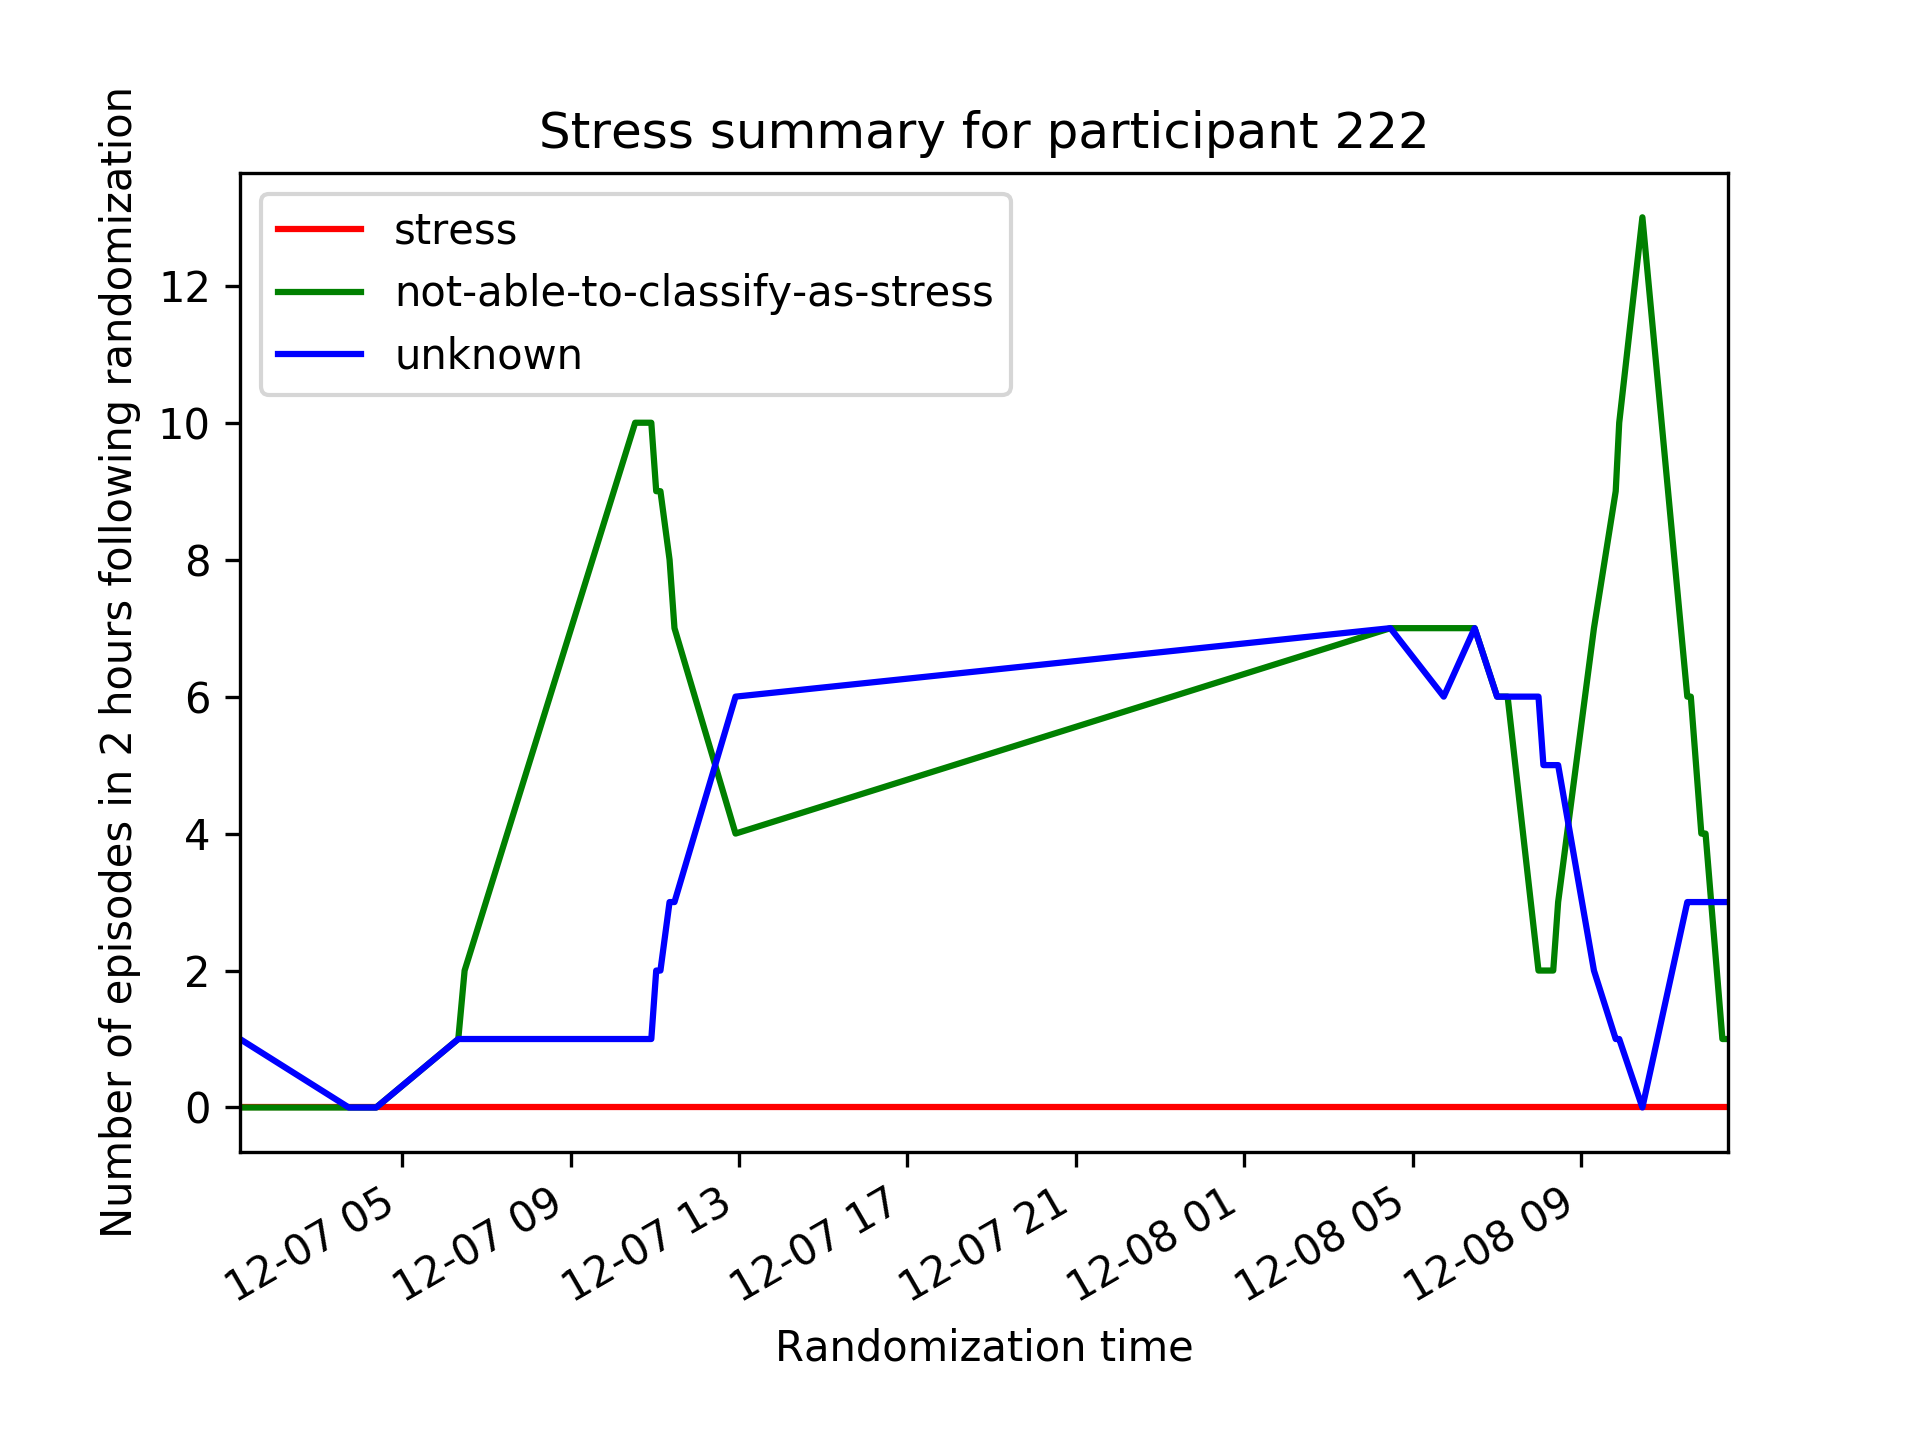 Stress summary for participant 222
stress
not-able-to-classify-as-stress
unknown
Number of episodes in 2 hours following randomization
12
10
8
6
4
2
0
12-07 05
12-07 09
12-07 13
12-07 17
12-07 21
12-08 01
12-08 05
12-08 09
Randomization time